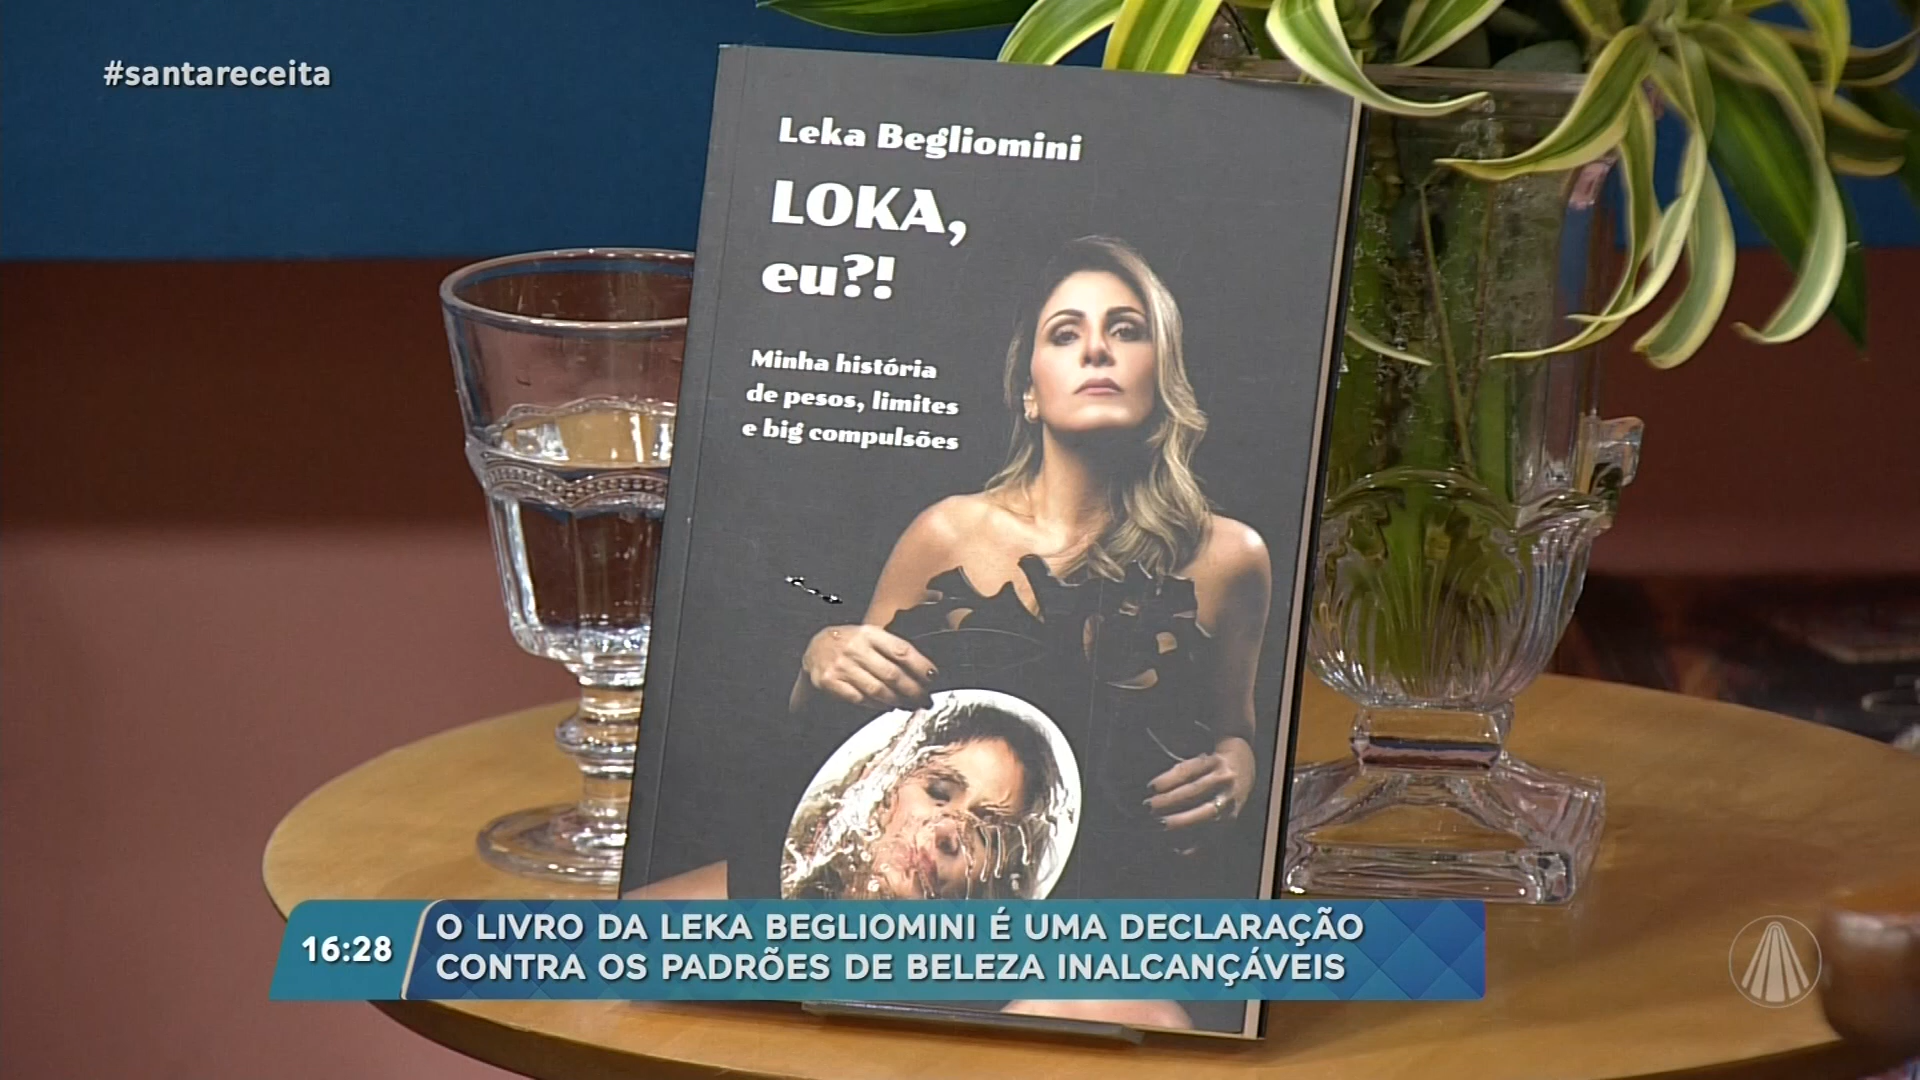 #santareceita
Leka Begliomini
LOKA,
eu?!
Minha história
de pesos, limites
e big compulsões
16:28
O LIVRO DA LEKA BEGLIOMINI É UMA DECLARAÇÃO
CONTRA OS PADRÕES DE BELEZA INALCANÇÁVEIS